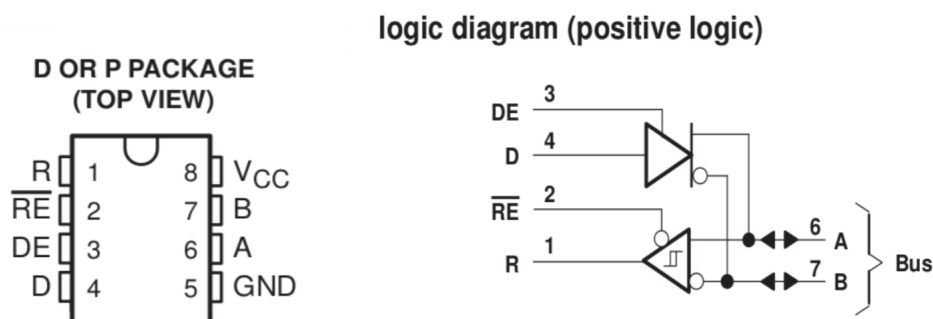 logic diagram (positive logic)
D OR P PACKAGE
(TOP VIEW)
R 1 8 VCC
RE 2 7 B
DE 3 6 A
D 4 5 GND
DE 3
D 4
RE 2
R 1
6 A
7 B
Bus